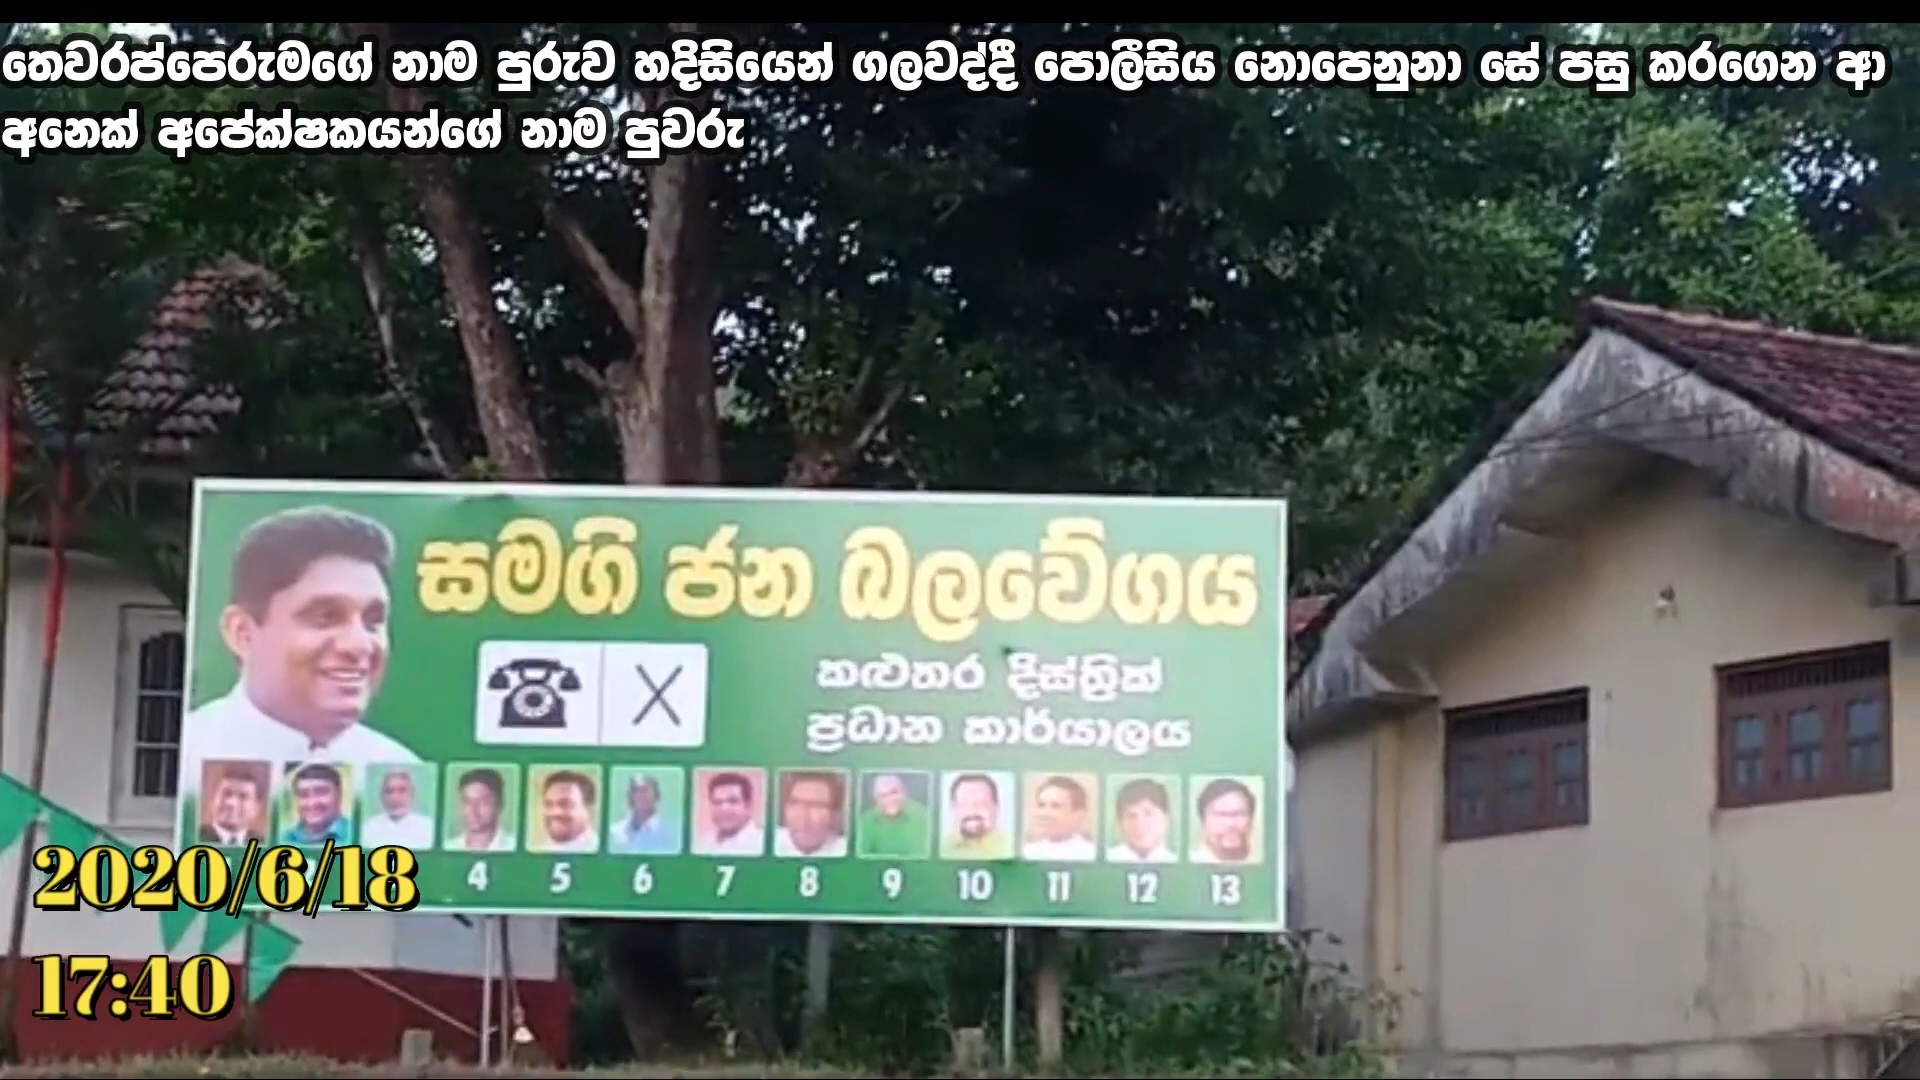 තෙවරප්පෙරුමගේ නාම පුරුව හදිසියෙන් ගලවද්දී පොලීසිය නොපෙනුනා සේ පසු කරගෙන ආ
අනෙක් අපේක්ෂකයන්ගේ නාම පුවරු
සමගි ජන බලවේගය
කළුතර දිස්ත්‍රික්
ප්‍රධාන කාර්යාලය
4 5 6 7 8 9 10 11 12 13
2020/6/18
17:40